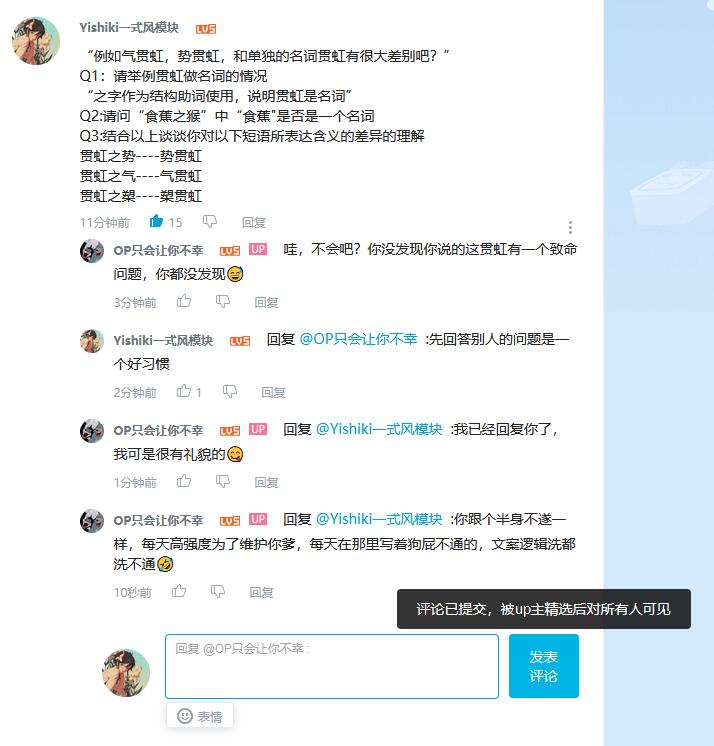 Yishiki一式风模块 LV5
“例如气贯虹，势贯虹，和单独的名词贯虹有很大差别吧？”
Q1：请举例贯虹做名词的情况
“之字作为结构助词使用，说明贯虹是名词”
Q2:请问“食蕉之猴”中“食蕉"是否是一个名词
Q3:结合以上谈谈你对以下短语所表达含义的差异的理解
贯虹之势----势贯虹
贯虹之气----气贯虹
贯虹之槊----槊贯虹
11分钟前 15 回复
OP只会让你不幸 LV5 UP 哇，不会吧？你没发现你说的这贯虹有一个致命
问题，你都没发现😅
3分钟前 回复
Yishiki一式风模块 LV5 回复 @OP只会让你不幸 :先回答别人的问题是一
个好习惯
2分钟前 1 回复
OP只会让你不幸 LV5 UP 回复 @Yishiki一式风模块 :我已经回复你了，
我可是很有礼貌的😋
1分钟前 回复
OP只会让你不幸 LV5 UP 回复 @Yishiki一式风模块 :你跟个半身不遂一
样，每天高强度为了维护你爹，每天在那里写着狗屁不通的，文案逻辑洗都
洗不通🤣
10秒前 回复
评论已提交，被up主精选后对所有人可见
回复 @OP只会让你不幸 :
发表
评论
表情